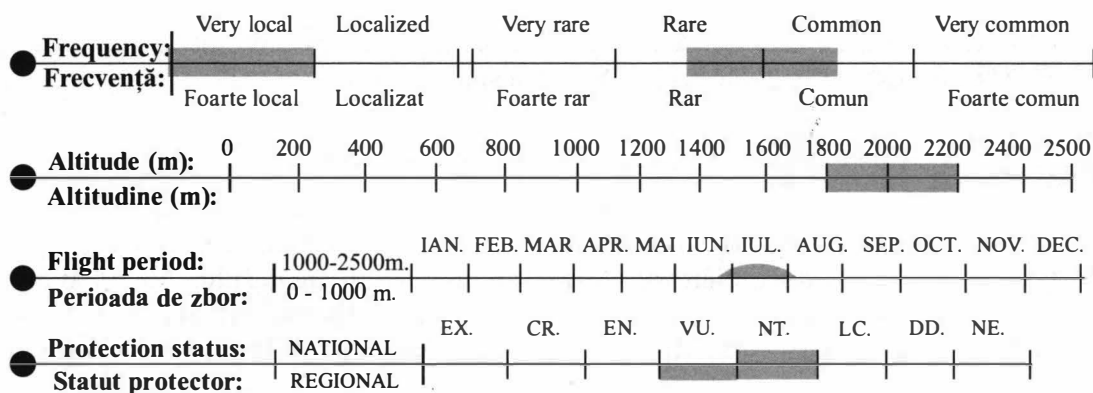 Very local Localized Very rare Rare Common Very common
Frequency:
Frecvență:
Foarte local Localizat Foarte rar Rar Comun Foarte comun
Altitude (m): 0 200 400 600 800 1000 1200 1400 1600 1800 2000 2200 2400 2500
Altitudine (m):
IAN. FEB. MAR APR. MAI IUN. IUL. AUG. SEP. OCT. NOV. DEC.
Flight period: 1000-2500m.
Perioada de zbor: 0 - 1000 m.
EX. CR. EN. VU. NT. LC. DD. NE.
Protection status: NATIONAL
Statut protector: REGIONAL